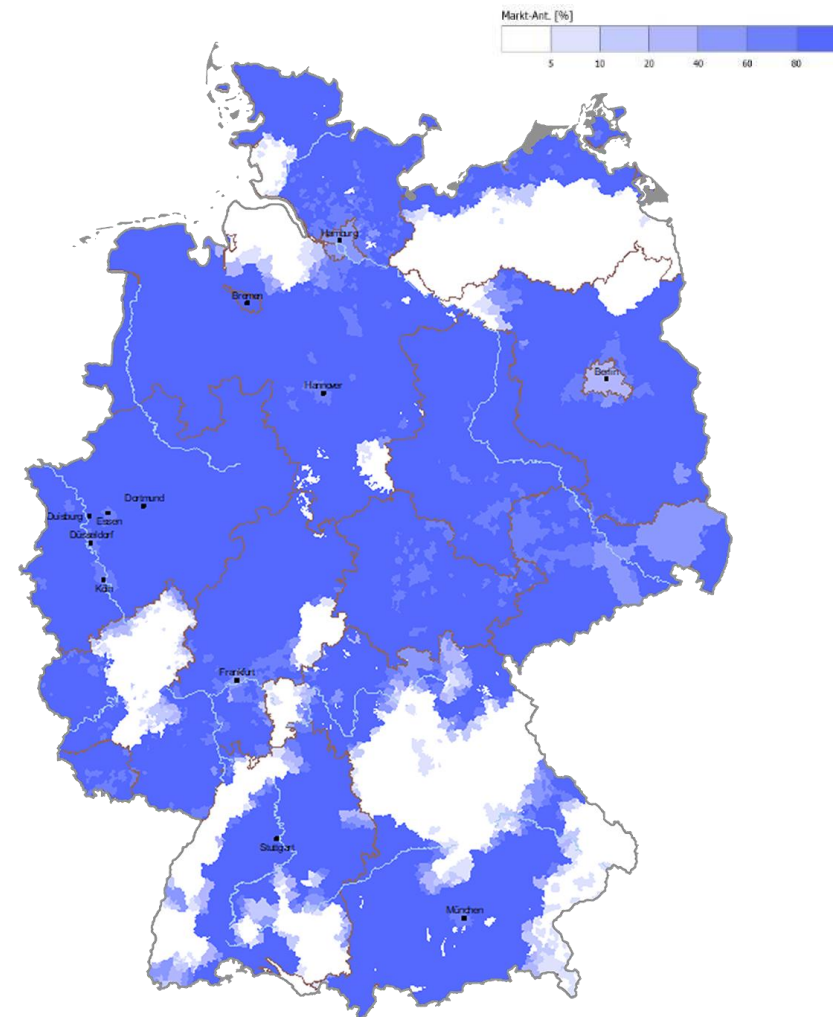 Markt-Ant. [%]
5 10 20 40 60 80
Hamburg
Bremen
Berlin
Hannover
Dortmund
Duisburg
Essen
Düsseldorf
Köln
Frankfurt
Stuttgart
München